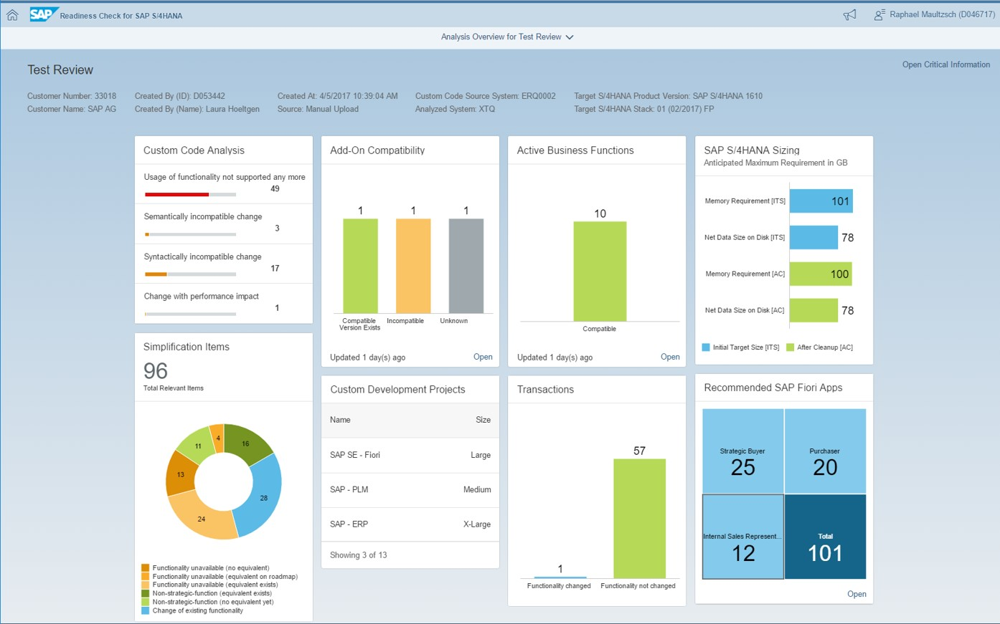 SAP Readiness Check for SAP S/4HANA
Raphael Maultzsch (D046717)
Analysis Overview for Test Review
Test Review
Open Critical Information
Customer Number: 33018
Customer Name: SAP AG
Created By (ID): D053442
Created By (Name): Laura Hoeltgen
Created At: 4/5/2017 10:39:04 AM
Source: Manual Upload
Custom Code Source System: ERQ0002
Analyzed System: XTQ
Target S/4HANA Product Version: SAP S/4HANA 1610
Target S/4HANA Stack: 01 (02/2017) FP
Custom Code Analysis
Usage of functionality not supported any more
49
Semantically incompatible change
3
Syntactically incompatible change
17
Change with performance impact
1
Simplification Items
96
Total Relevant Items
4
16
11
13
28
24
Functionality unavailable (no equivalent)
Functionality unavailable (equivalent on roadmap)
Functionality unavailable (equivalent exists)
Non-strategic-function (equivalent exists)
Non-strategic-function (no equivalent yet)
Change of existing functionality
Add-On Compatibility
1 1 1
Compatible
Version Exists
Incompatible
Unknown
Updated 1 day(s) ago
Open
Custom Development Projects
Name Size
SAP SE - Fiori Large
SAP - PLM Medium
SAP - ERP X-Large
Showing 3 of 13
Active Business Functions
10
Compatible
Updated 1 day(s) ago
Open
Transactions
57
1
Functionality changed
Functionality not changed
SAP S/4HANA Sizing
Anticipated Maximum Requirement in GB
Memory Requirement [ITS] 101
Net Data Size on Disk [ITS] 78
Memory Requirement [AC] 100
Net Data Size on Disk [AC] 78
Initial Target Size [ITS]
After Cleanup [AC]
Recommended SAP Fiori Apps
Strategic Buyer
25
Purchaser
20
Internal Sales Represent...
12
Total
101
Open